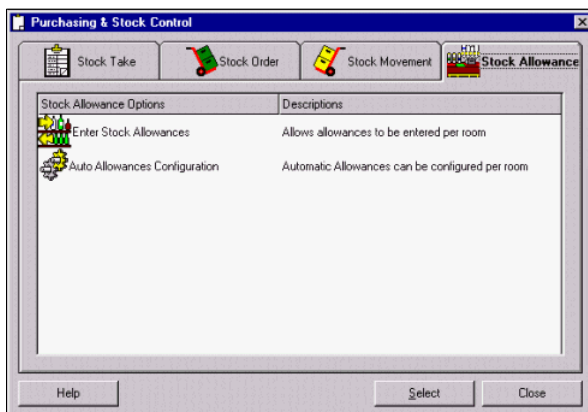 Purchasing & Stock Control
Stock Take
Stock Order
Stock Movement
Stock Allowance
Stock Allowance Options
Descriptions
Enter Stock Allowances
Allows allowances to be entered per room
Auto Allowances Configuration
Automatic Allowances can be configured per room
Help
Select
Close